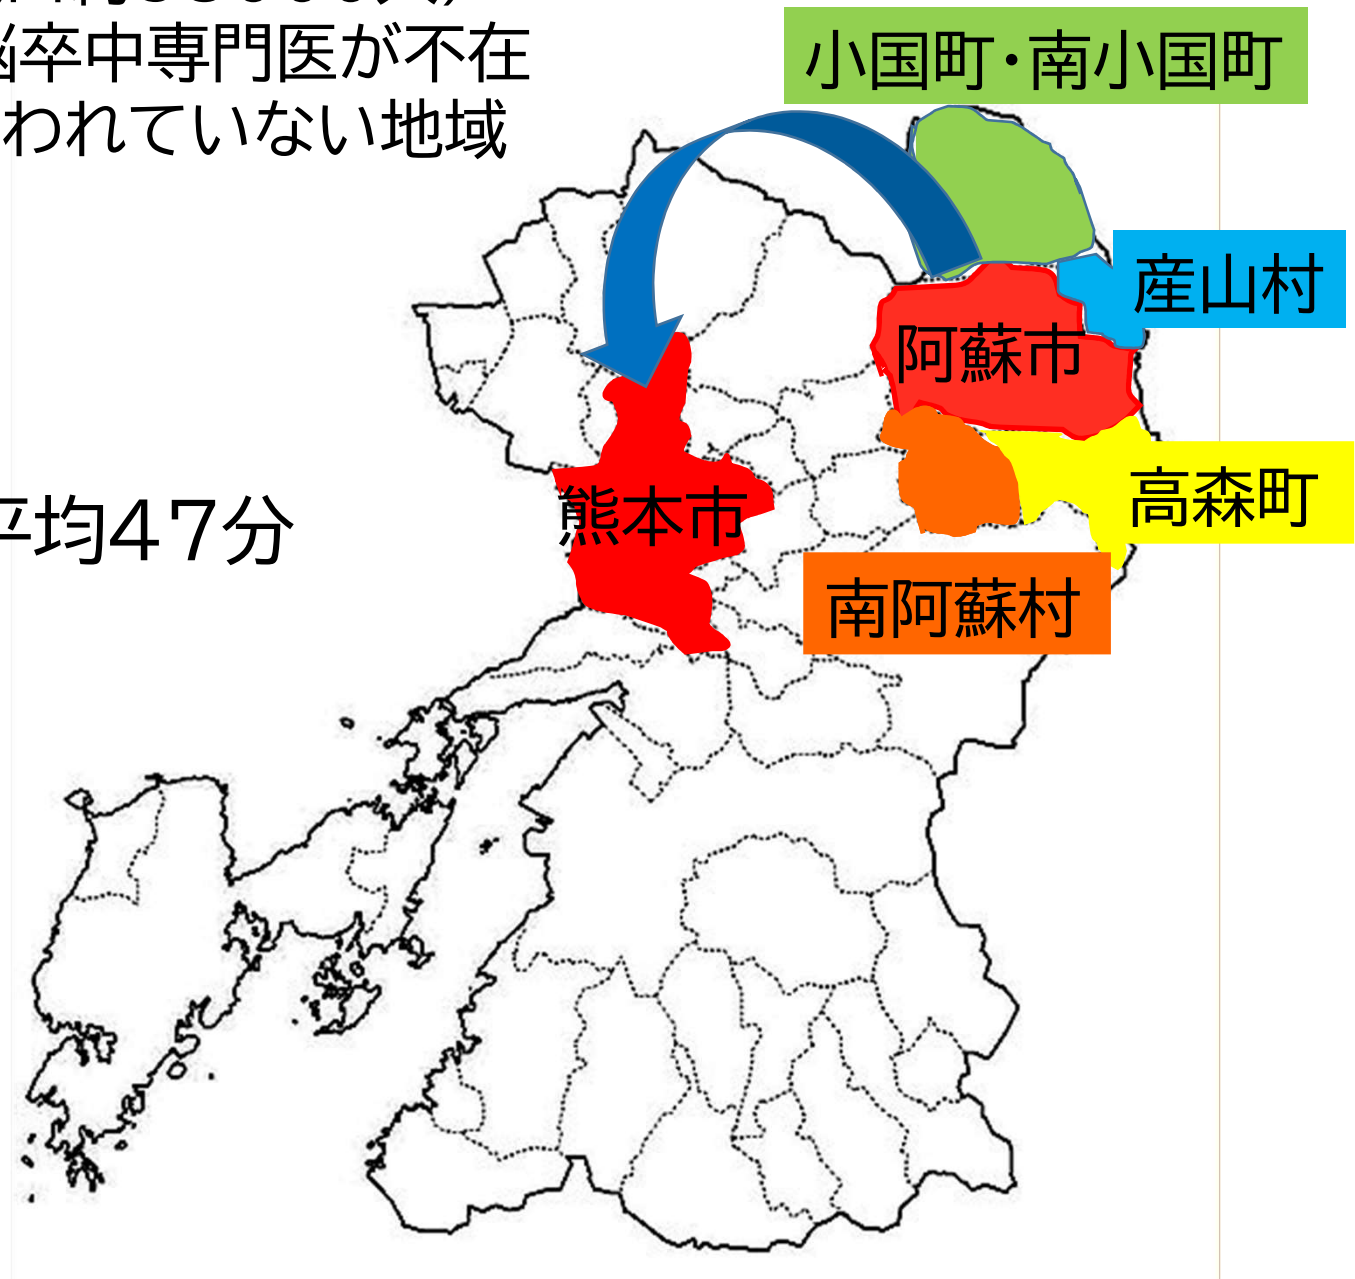 卒中専門医が不在
われていない地域
小国町・南小国町
産山村
阿蘇市
平均47分
熊本市
高森町
南阿蘇村